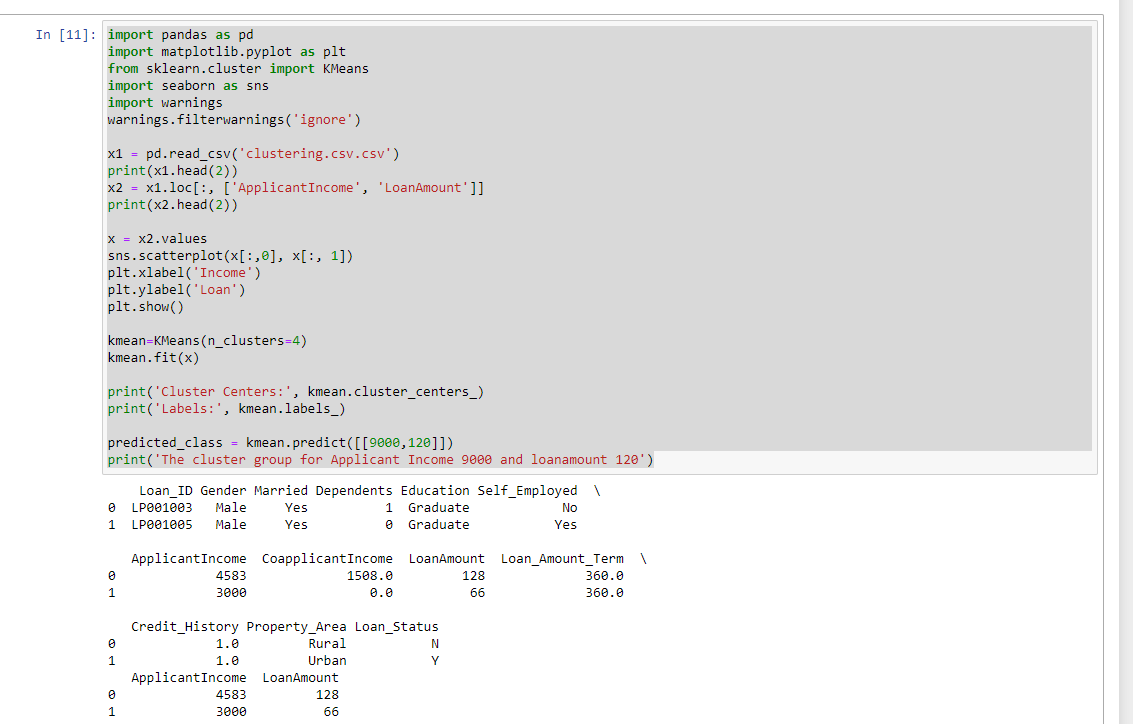 In [11]: import pandas as pd
import matplotlib.pyplot as plt
from sklearn.cluster import KMeans
import seaborn as sns
import warnings
warnings.filterwarnings('ignore')
x1 = pd.read_csv('clustering.csv.csv')
print(x1.head(2))
x2 = x1.loc[:, ['ApplicantIncome', 'LoanAmount']]
print(x2.head(2))
x = x2.values
sns.scatterplot(x[:,0], x[:, 1])
plt.xlabel('Income')
plt.ylabel('Loan')
plt.show()
kmean=KMeans(n_clusters=4)
kmean.fit(x)
print('Cluster Centers:', kmean.cluster_centers_)
print('Labels:', kmean.labels_)
predicted_class = kmean.predict([[9000,120]])
print('The cluster group for Applicant Income 9000 and loanamount 120')
Loan_ID Gender Married Dependents Education Self_Employed \
0 LP001003 Male Yes 1 Graduate No
1 LP001005 Male Yes 0 Graduate Yes
ApplicantIncome CoapplicantIncome LoanAmount Loan_Amount_Term \
0 4583 1508.0 128 360.0
1 3000 0.0 66 360.0
Credit_History Property_Area Loan_Status
0 1.0 Rural N
1 1.0 Urban Y
ApplicantIncome LoanAmount
0 4583 128
1 3000 66